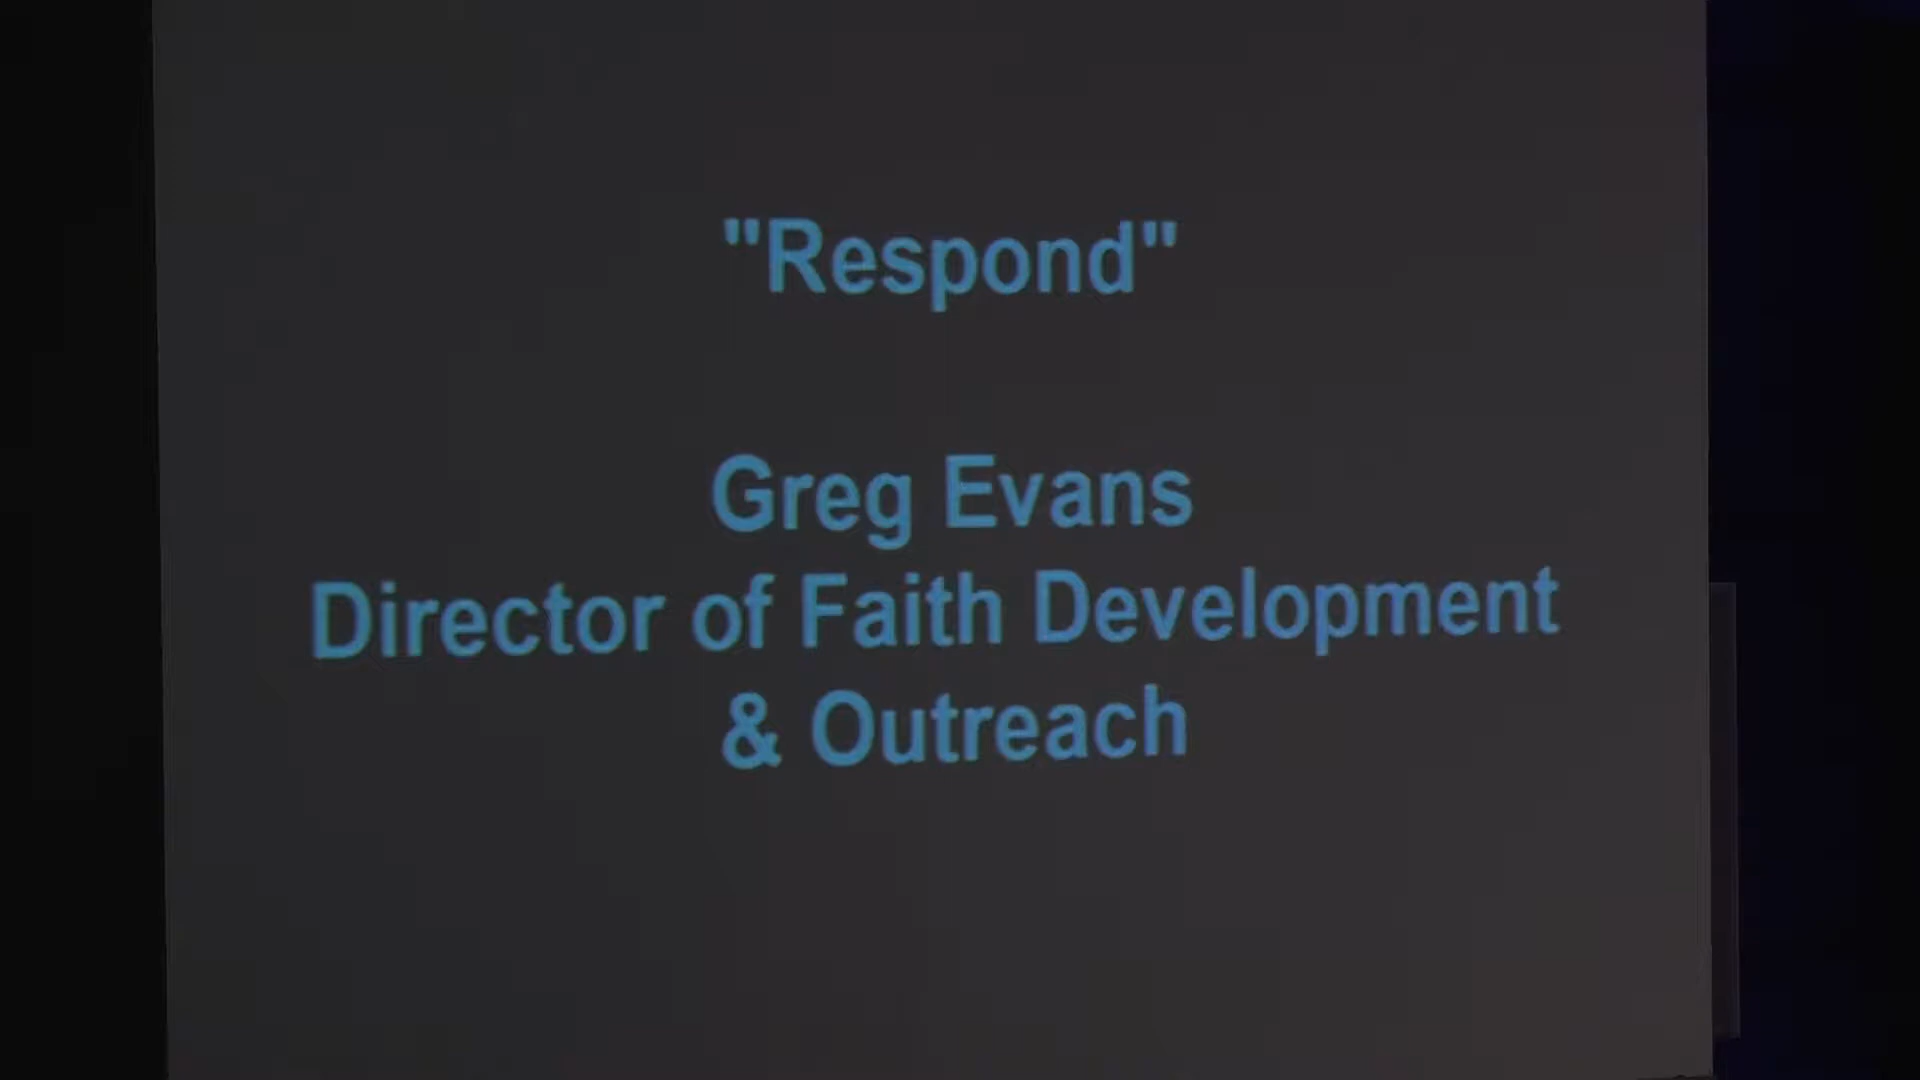 "Respond"
Greg Evans
Director of Faith Development
& Outreach